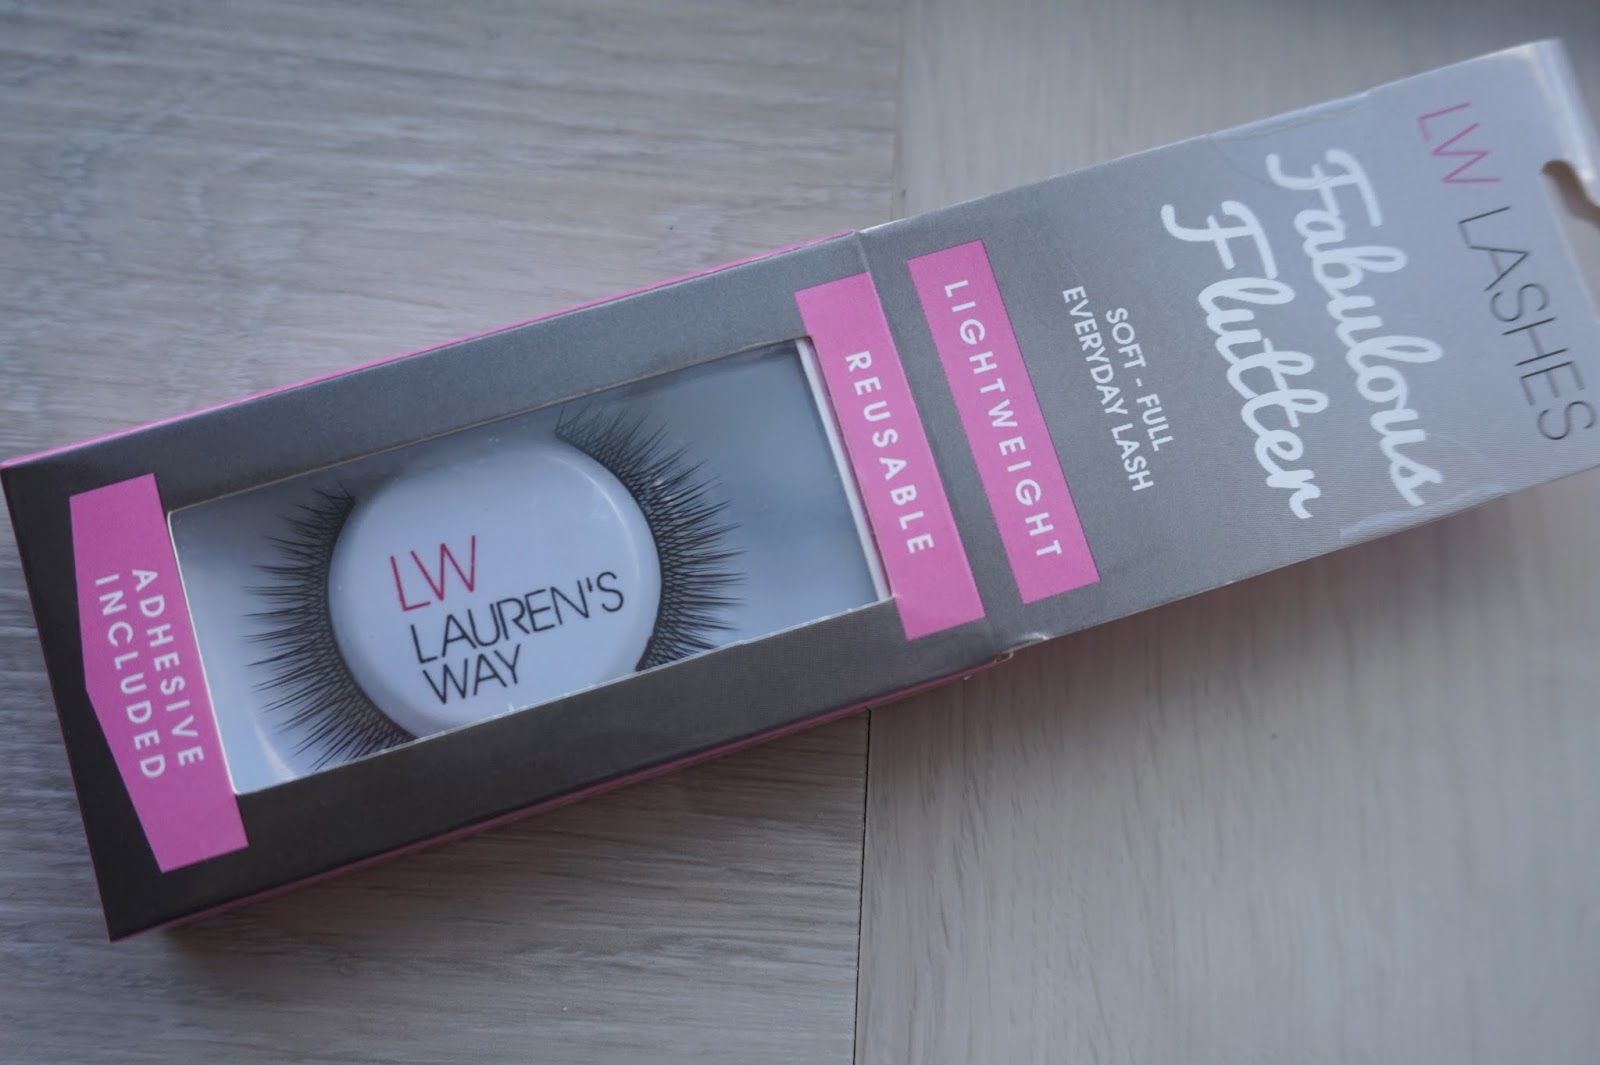 LW LASHES
Fabulous
Flutter
SOFT - FULL
EVERYDAY LASH
LIGHTWEIGHT
REUSABLE
LW
LAUREN'S
WAY
ADHESIVE
INCLUDED